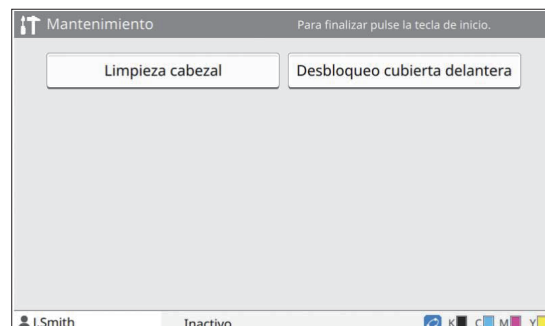 Mantenimiento Para finalizar pulse la tecla de inicio.
Limpieza cabezal Desbloqueo cubierta delantera
J.Smith Inactivo K C M Y